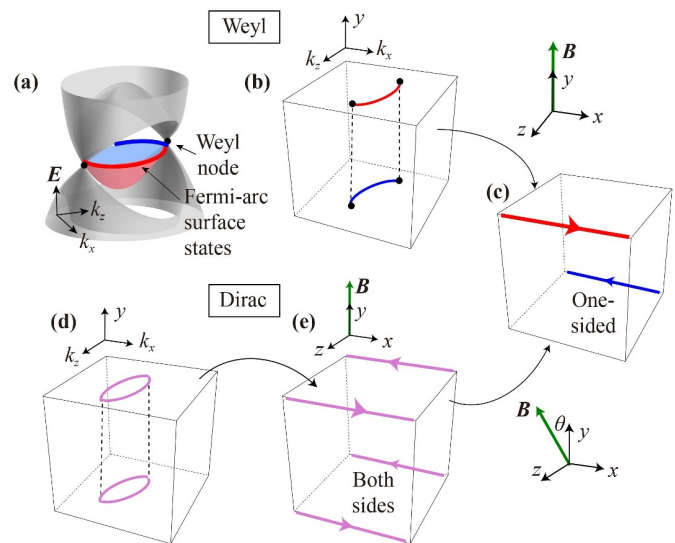 Weyl
(a)
E
k_z
k_x
Weyl
node
Fermi-arc
surface
states
(b)
y
k_z
k_x
B
y
z
x
(c)
One-
sided
Dirac
(d)
y
k_z
k_x
(e)
B
y
z
x
Both
sides
B
θ
y
z
x